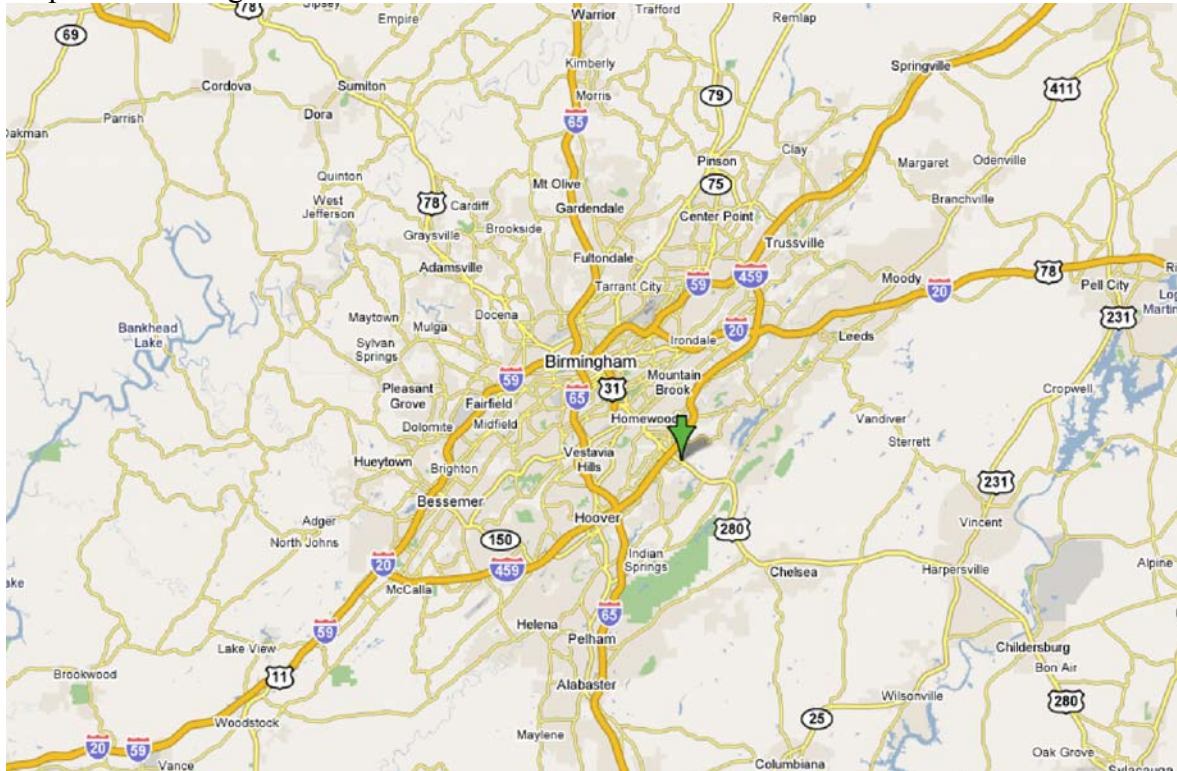 78
Sipsey
Empire
Warrior
Trafford
Remlap
69
Kimberly
Springville
Cordova
Sumiton
Morris
79
411
Parrish
Dora
65
Oakman
Clay
Pinson
Margaret
Odenville
Quinton
Mt Olive
75
West
Jefferson
78
Cardiff
Gardendale
Center Point
Branchville
Graysville
Brookside
Trussville
Adamsville
Fultondale
459
Moody
78
Tarrant City
59
20
Pell City
Maytown
Docena
Logan
Martin
231
Bankhead
Lake
Mulga
20
Sylvan
Springs
Irondale
Leeds
Birmingham
59
Mountain
Brook
Pleasant
Grove
65
31
Cropwell
Fairfield
Homewood
Vandiver
Dolomite
Midfield
Sterrett
Hueytown
Brighton
Vestavia
Hills
231
Bessemer
Hoover
Vincent
Adger
280
North Johns
150
20
459
Indian
Springs
Chelsea
Harpersville
Alpine
McCalla
65
Helena
59
Pelham
Lake View
Childersburg
Brookwood
11
Bon Air
Alabaster
Wilsonville
280
Woodstock
25
20
59
Maylene
Vance
Columbiana
Oak Grove
Sylacauga